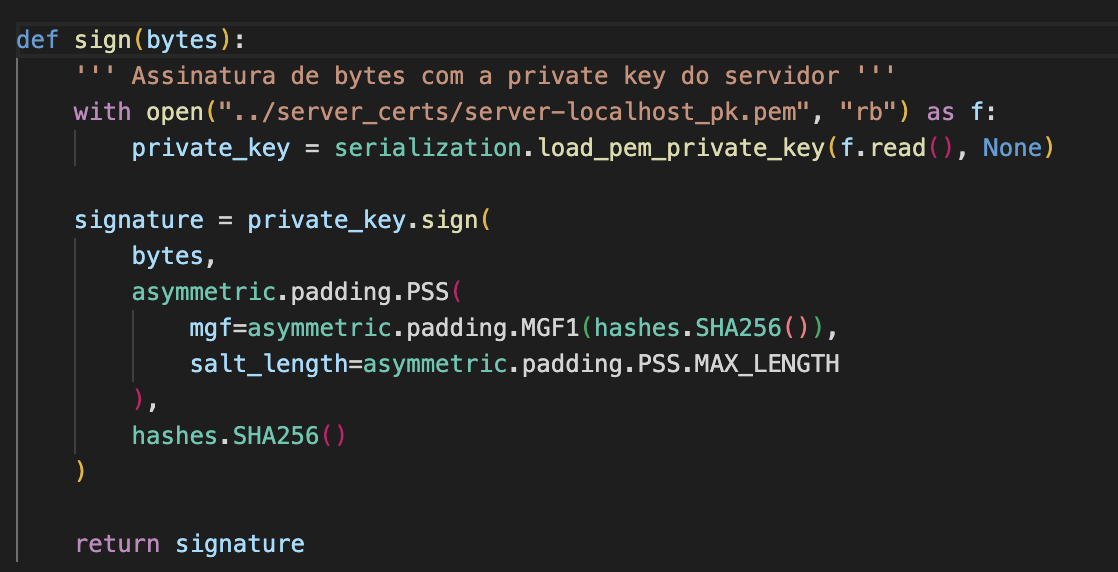 def sign(bytes):
    ''' Assinatura de bytes com a private key do servidor '''
    with open("../server_certs/server-localhost_pk.pem", "rb") as f:
        private_key = serialization.load_pem_private_key(f.read(), None)

    signature = private_key.sign(
        bytes,
        asymmetric.padding.PSS(
            mgf=asymmetric.padding.MGF1(hashes.SHA256()),
            salt_length=asymmetric.padding.PSS.MAX_LENGTH
        ),
        hashes.SHA256()
    )

    return signature